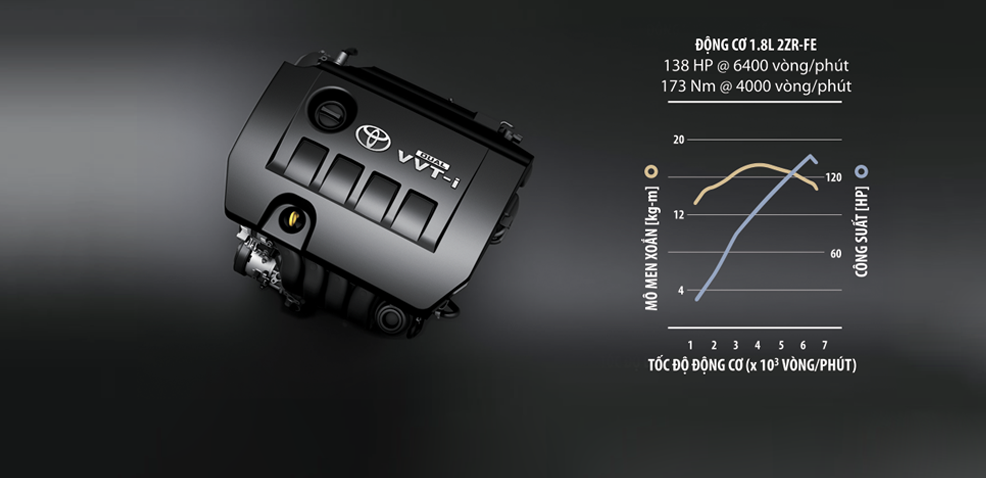 ĐỘNG CƠ 1.8L 2ZR-FE
138 HP @ 6400 vòng/phút
173 Nm @ 4000 vòng/phút
DUAL
VVT-i
20
12
4
120
60
MÔ MEN XOẮN [kg-m]
CÔNG SUẤT [HP]
1 2 3 4 5 6 7
TỐC ĐỘ ĐỘNG CƠ (x 10³ VÒNG/PHÚT)